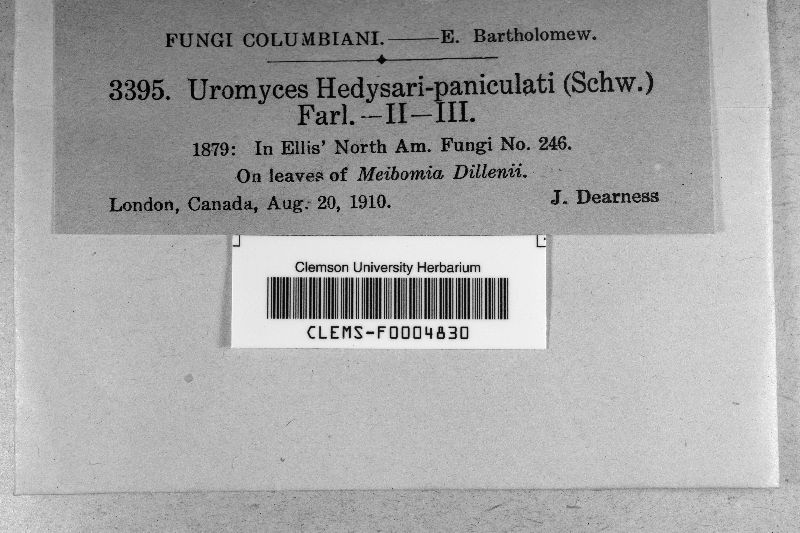 FUNGI COLUMBIANI.——E. Bartholomew.
3395. Uromyces Hedysari-paniculati (Schw.)
Farl.—II—III.
1879: In Ellis' North Am. Fungi No. 246.
On leaves of Meibomia Dillenii.
London, Canada, Aug. 20, 1910. J. Dearness
Clemson University Herbarium
CLEMS-F0004830